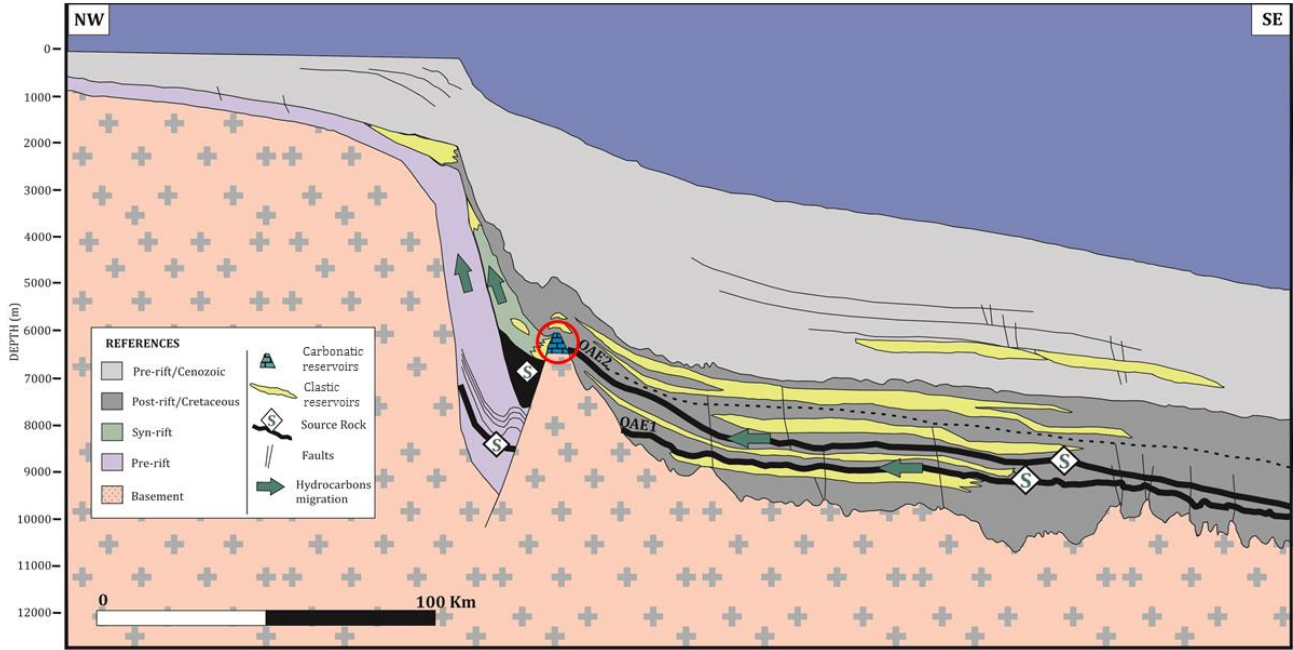 NW
SE
0
1000
2000
3000
4000
5000
6000
7000
8000
9000
10000
11000
12000
DEPTH (m)
REFERENCES
Pre-rift/Cenozoic
Post-rift/Cretaceous
Syn-rift
Pre-rift
Basement
Carbonatic
reservoirs
Clastic
reservoirs
S
Source Rock
Faults
Hydrocarbons
migration
S
S
OAE2
OAE1
S
S
0
100 Km